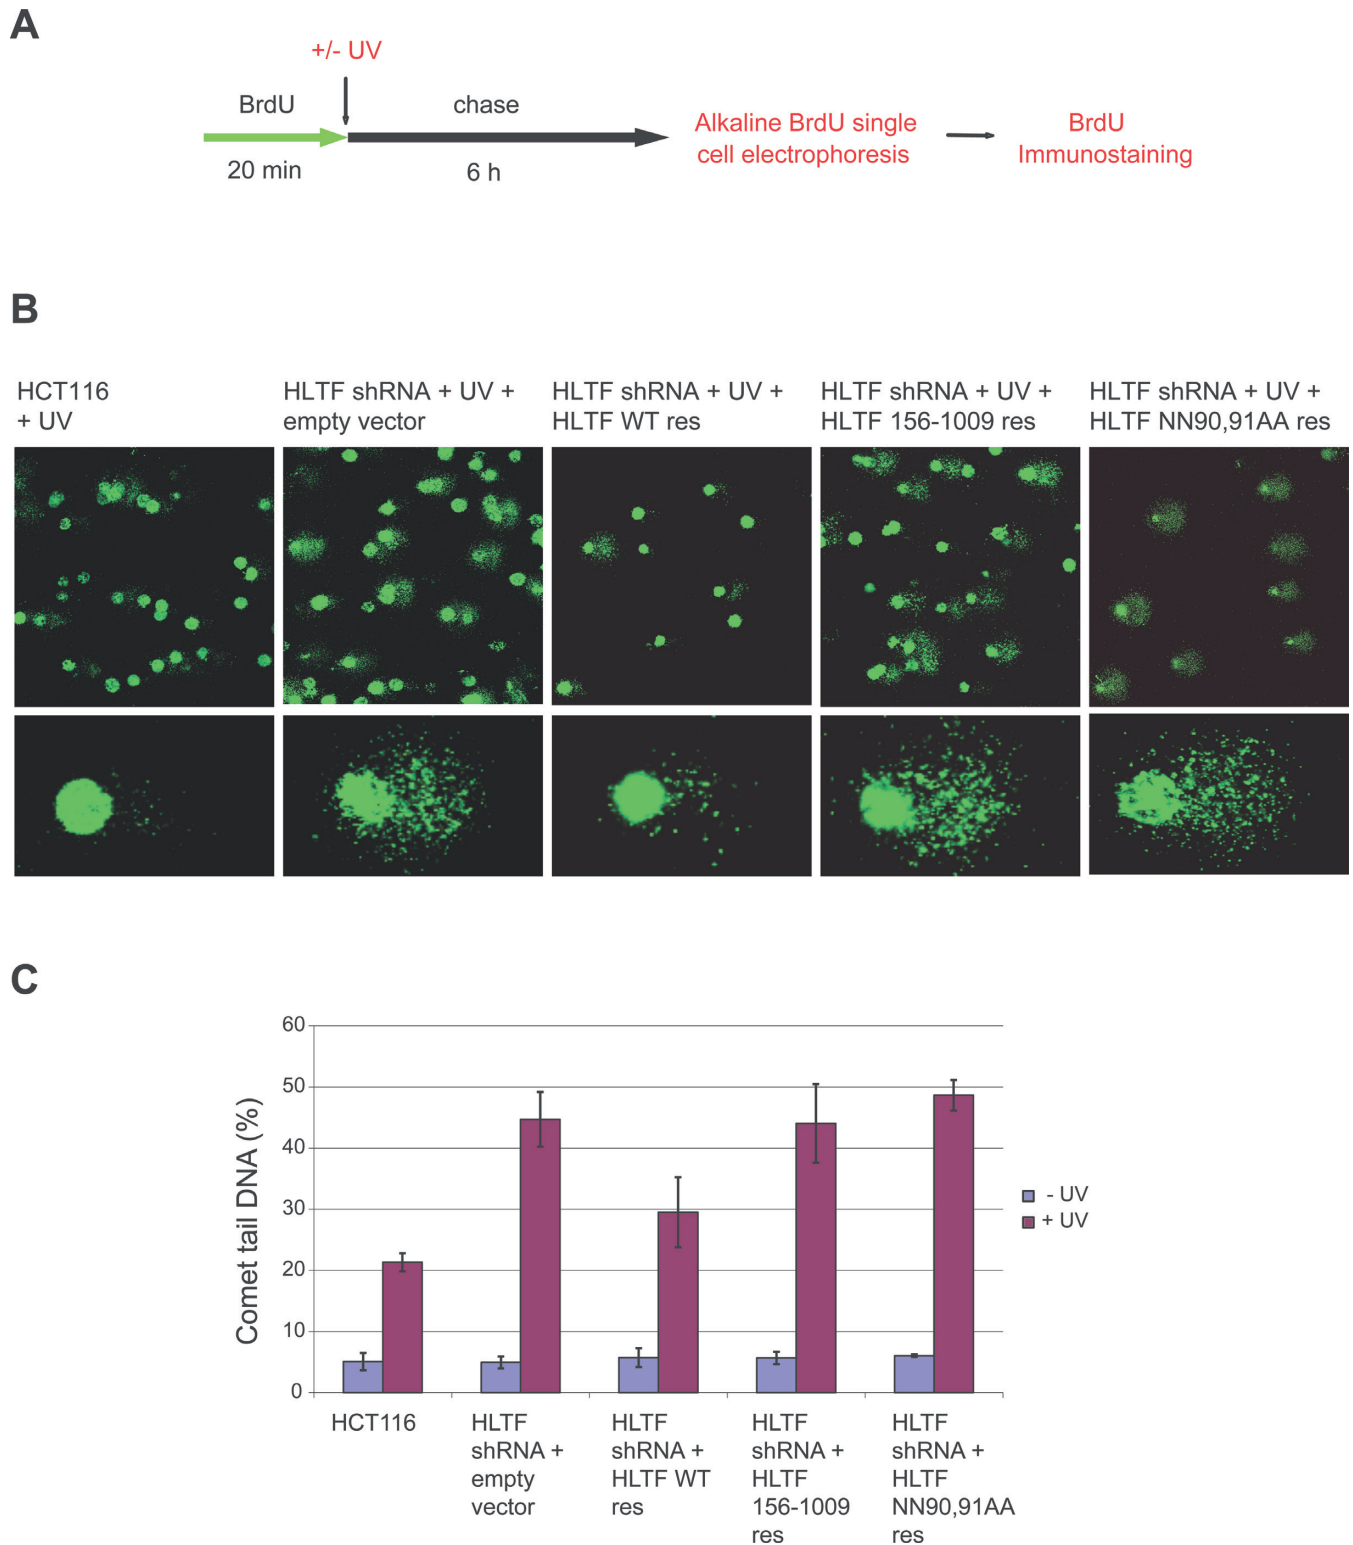 A
+/- UV
BrdU
chase
20 min
6 h
Alkaline BrdU single
cell electrophoresis
BrdU
Immunostaining
B
HCT116
+ UV
HLTF shRNA + UV +
empty vector
HLTF shRNA + UV +
HLTF WT res
HLTF shRNA + UV +
HLTF 156-1009 res
HLTF shRNA + UV +
HLTF NN90,91AA res
C
Comet tail DNA (%)
60
50
40
30
20
10
0
- UV
+ UV
HCT116
HLTF
shRNA +
empty
vector
HLTF
shRNA +
HLTF WT
res
HLTF
shRNA +
HLTF
156-1009
res
HLTF
shRNA +
HLTF
NN90,91AA
res